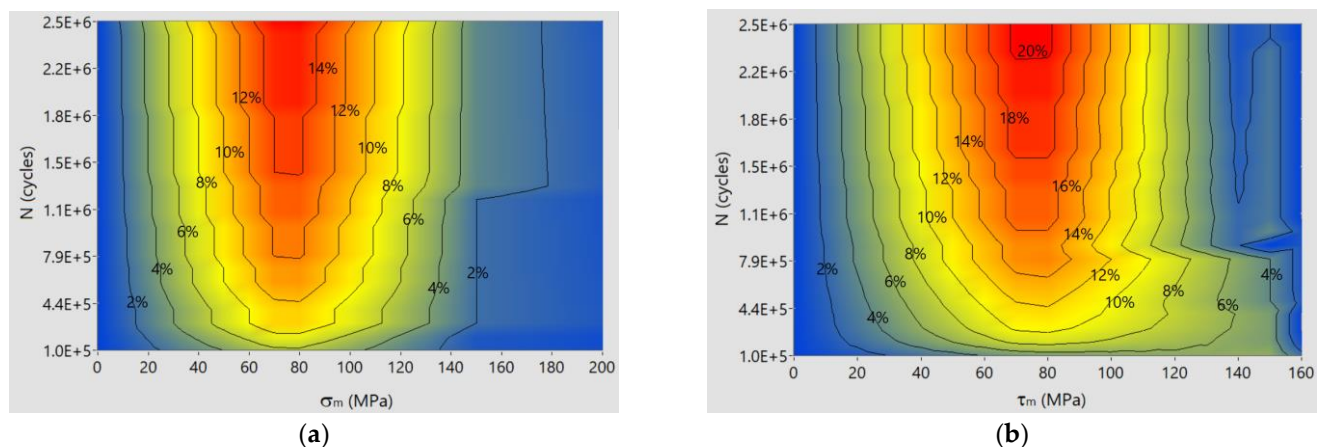 2.5E+6
2.2E+6
1.8E+6
1.5E+6
1.1E+6
7.9E+5
4.4E+5
1.0E+5
N (cycles)
14%
12%
12%
10%
10%
8%
8%
6%
6%
4%
4%
2%
2%
0 20 40 60 80 100 120 140 160 180 200
σm (MPa)
(a)
2.5E+6
2.2E+6
1.8E+6
1.5E+6
1.1E+6
7.9E+5
4.4E+5
1.0E+5
N (cycles)
20%
18%
14%
16%
12%
10%
14%
8%
12%
2%
6%
4%
8%
10%
6%
4%
0 20 40 60 80 100 120 140 160
τm (MPa)
(b)